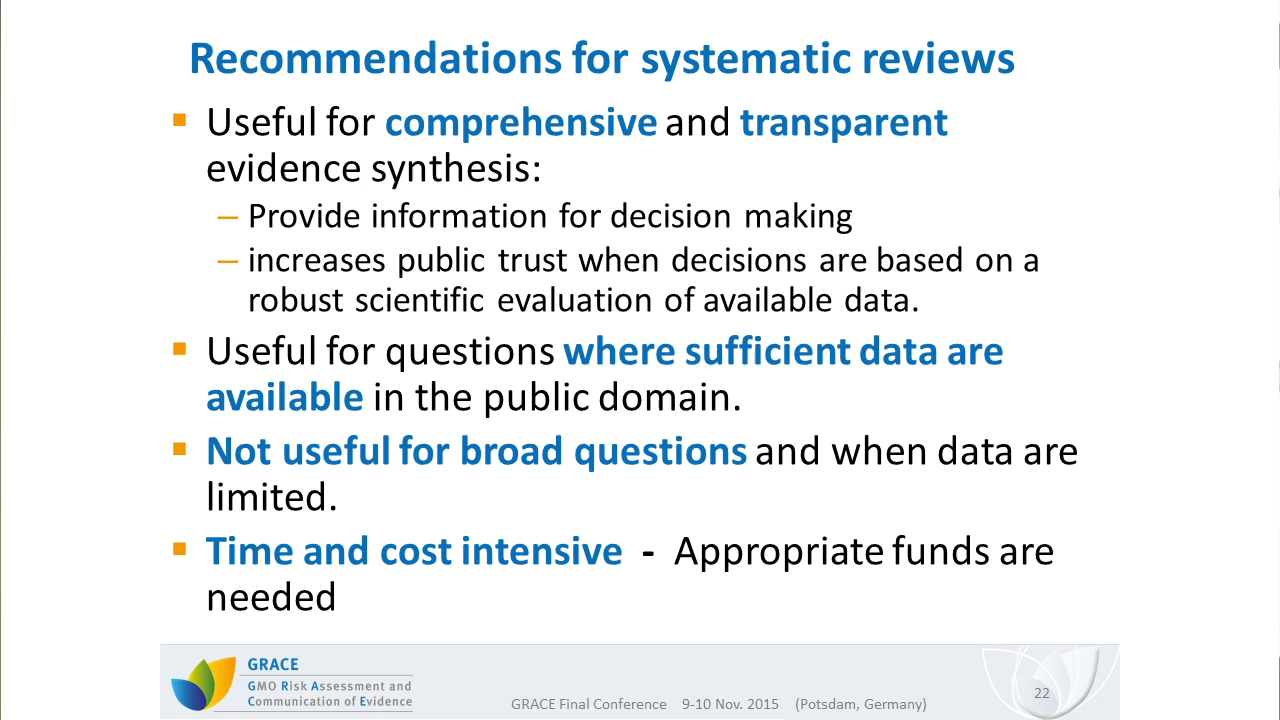 Recommendations for systematic reviews
▪ Useful for comprehensive and transparent
evidence synthesis:
– Provide information for decision making
– increases public trust when decisions are based on a
robust scientific evaluation of available data.
▪ Useful for questions where sufficient data are
available in the public domain.
▪ Not useful for broad questions and when data are
limited.
▪ Time and cost intensive - Appropriate funds are
needed
GRACE
GMO Risk Assessment and
Communication of Evidence
GRACE Final Conference 9-10 Nov. 2015 (Potsdam, Germany)
22